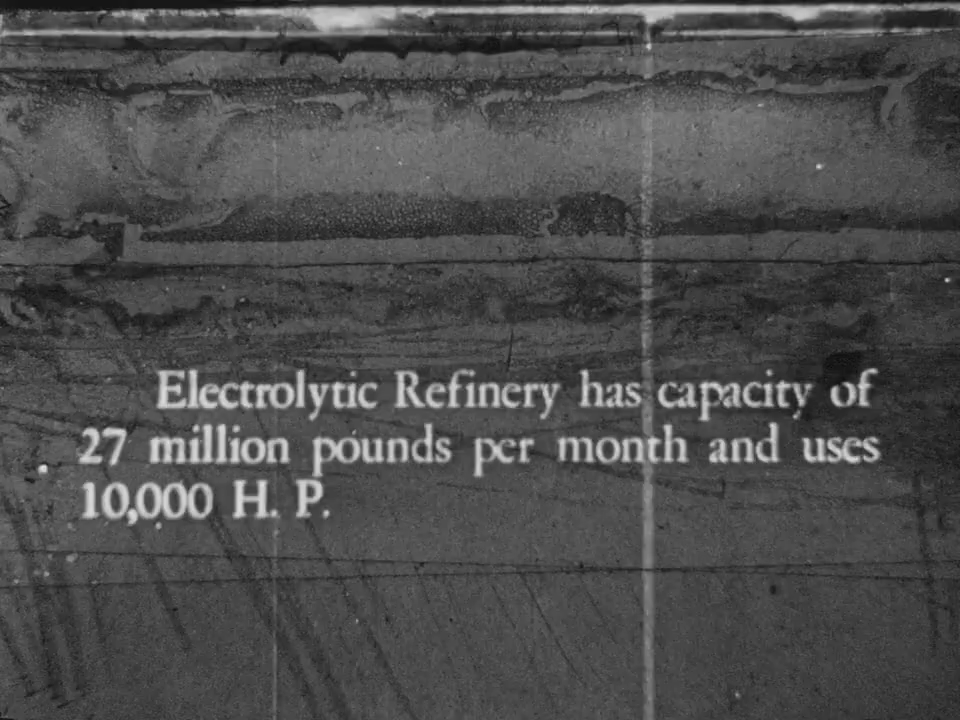 Electrolytic Refinery has capacity of
27 million pounds per month and uses
10,000 H. P.